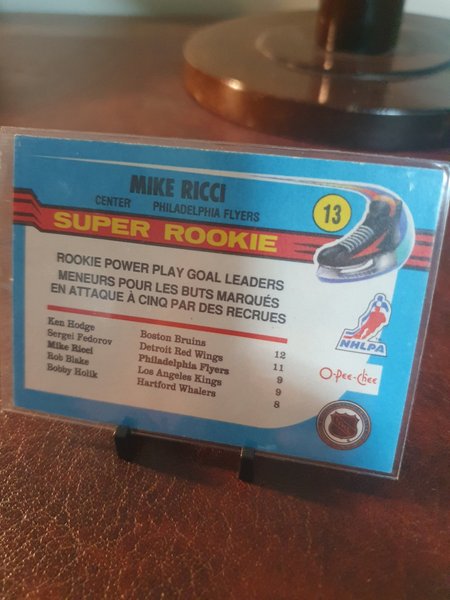 MIKE RICCI
CENTER PHILADELPHIA FLYERS
13
SUPER ROOKIE
ROOKIE POWER PLAY GOAL LEADERS
MENEURS POUR LES BUTS MARQUÉS
EN ATTAQUE À CINQ PAR DES RECRUES
Ken Hodge Boston Bruins 12
Sergei Fedorov Detroit Red Wings 11
Mike Ricci Philadelphia Flyers 9
Rob Blake Los Angeles Kings 9
Bobby Holik Hartford Whalers 8
NHLPA
O-Pee-Chee